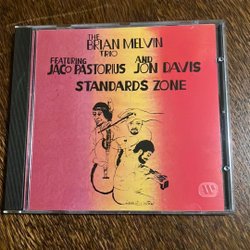 THE
BRIAN MELVIN
TRIO
FEATURING AND
JACO PASTORIUS JON DAVIS
STANDARDS ZONE